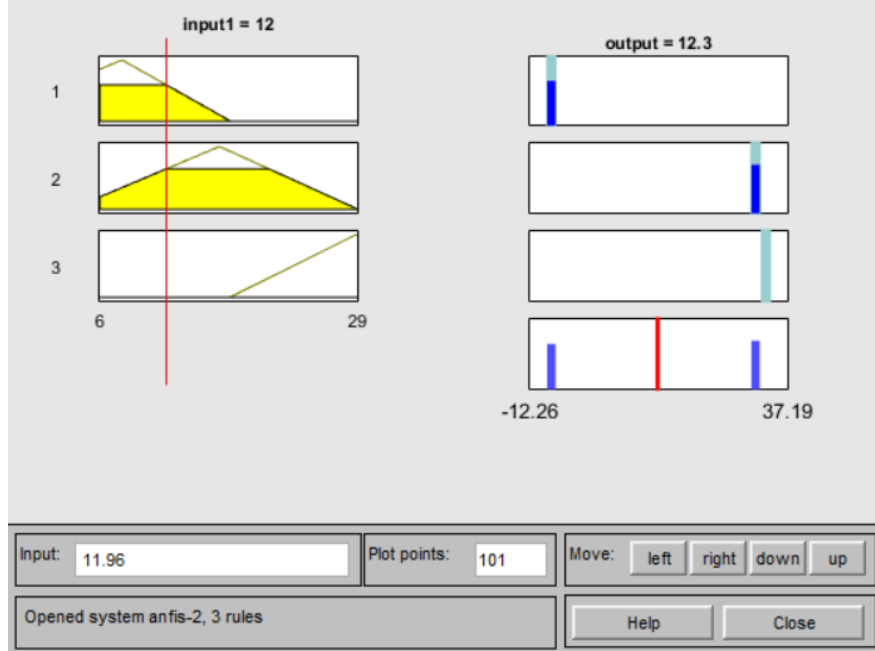 input1 = 12
output = 12.3
1
2
3
6 29
-12.26 37.19
Input: 11.96 Plot points: 101 Move: left right down up
Opened system anfis-2, 3 rules Help Close